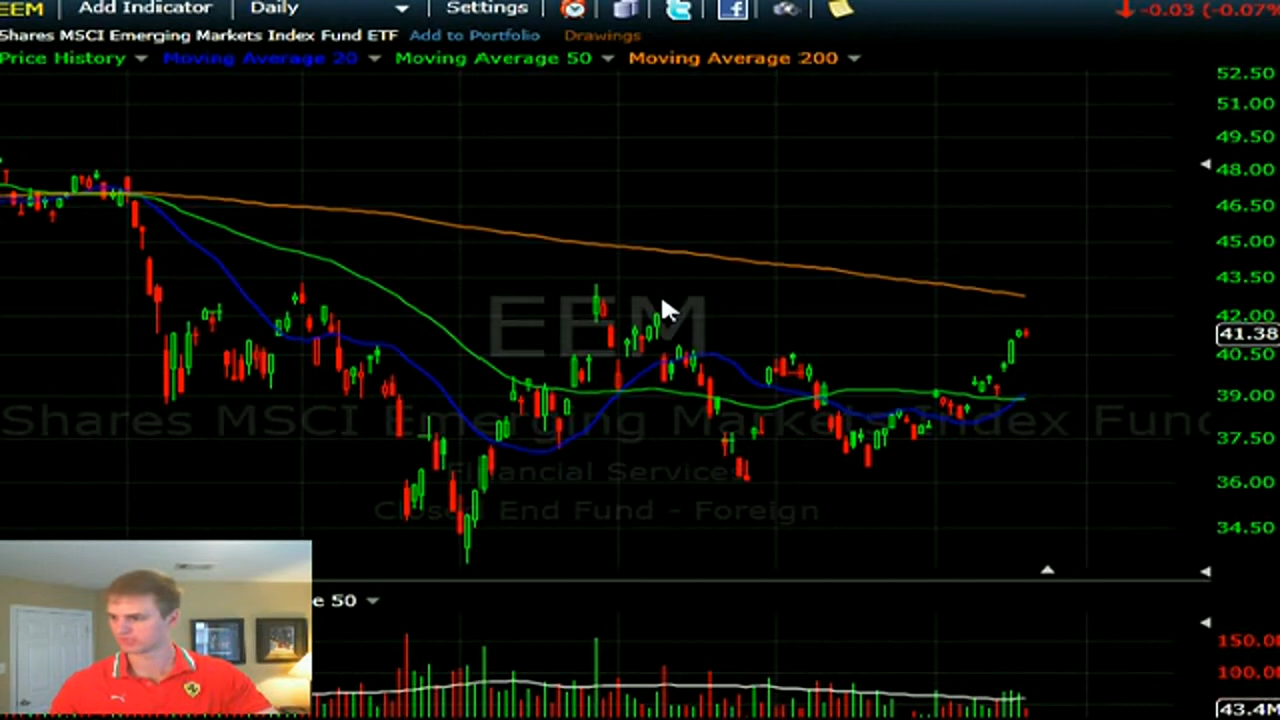 EEM Add Indicator Daily Settings -0.03 (-0.07%
Shares MSCI Emerging Markets Index Fund ETF Add to Portfolio Drawings
Price History Moving Average 20 Moving Average 50 Moving Average 200
52.50
51.00
49.50
48.00
46.50
45.00
43.50
EEM
42.00
41.38
40.50
39.00
Shares MSCI Emerging Markets Index Fund
37.50
Financial Services
36.00
Closed End Fund - Foreign
34.50
e 50
150.0
100.0
43.4M